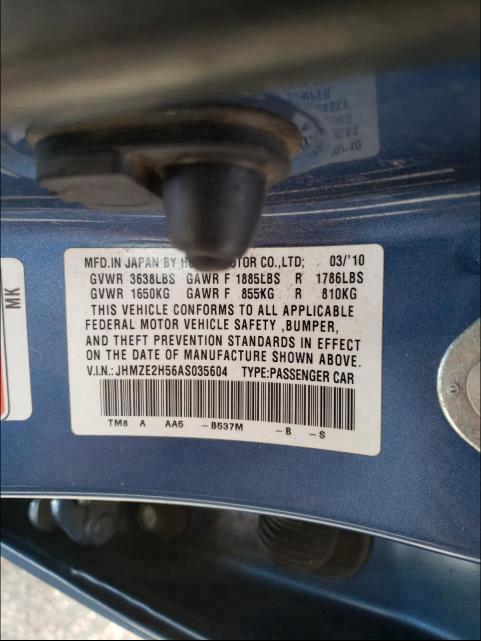 MFD.IN JAPAN BY HO MOTOR CO.,LTD; 03/'10
GVWR 3638LBS GAWR F 1885LBS R 1786LBS
GVWR 1650KG GAWR F 855KG R 810KG
THIS VEHICLE CONFORMS TO ALL APPLICABLE
FEDERAL MOTOR VEHICLE SAFETY ,BUMPER,
AND THEFT PREVENTION STANDARDS IN EFFECT
ON THE DATE OF MANUFACTURE SHOWN ABOVE.
V.I.N.:JHMZE2H56AS035604 TYPE:PASSENGER CAR
TM8 A AA5 -B537M -B -S
MK